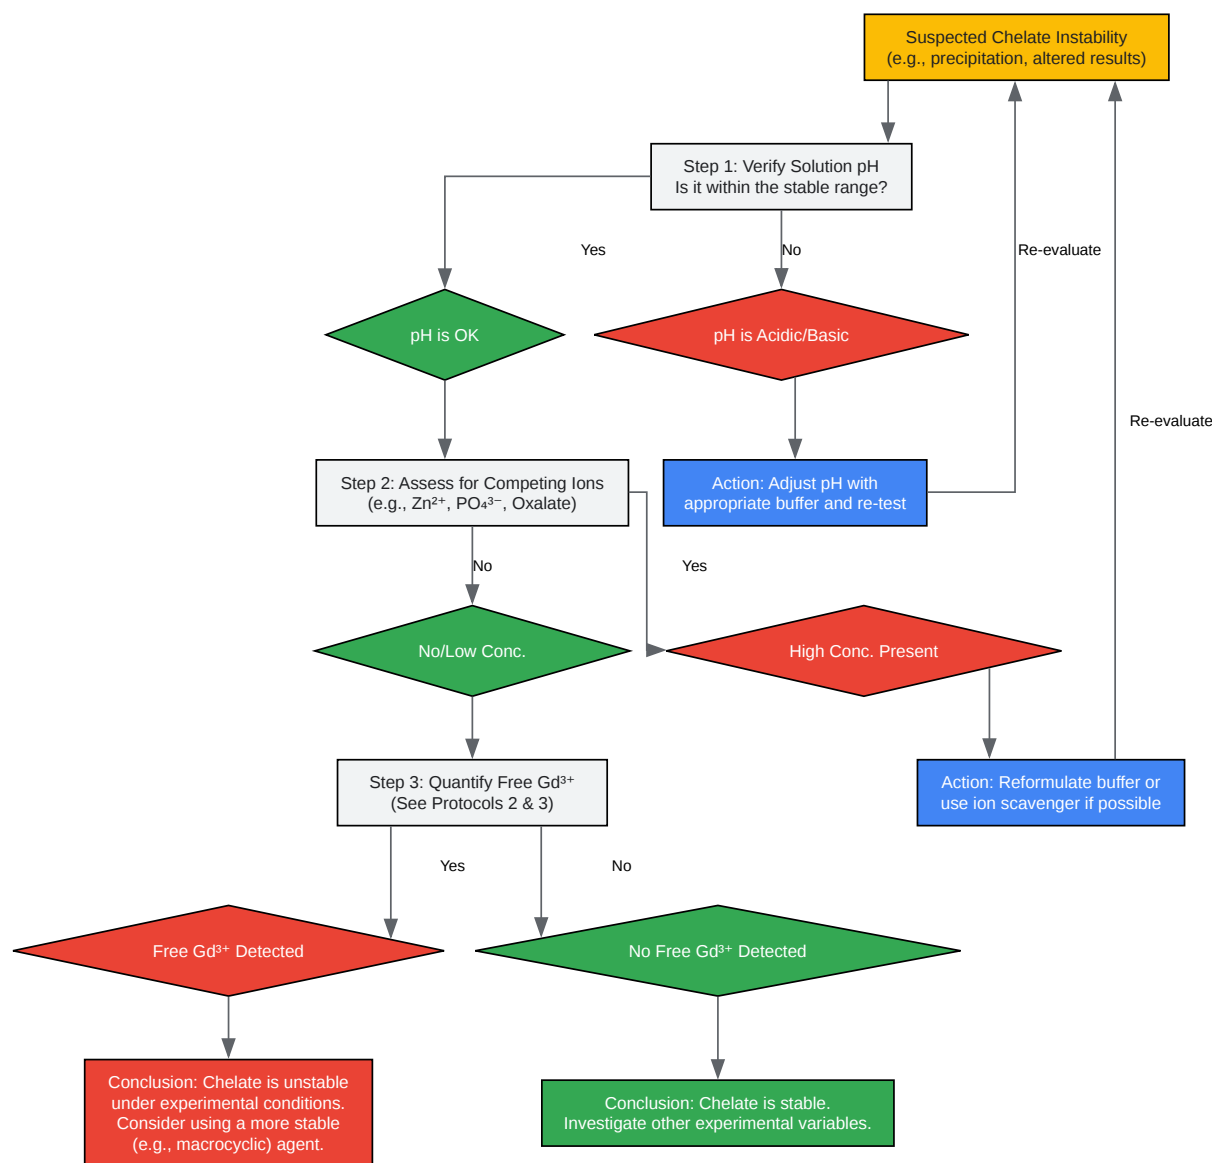 Suspected Chelate Instability
(e.g., precipitation, altered results)
Step 1: Verify Solution pH
Is it within the stable range?
Yes
No
Re-evaluate
pH is OK
pH is Acidic/Basic
Re-evaluate
Step 2: Assess for Competing Ions
(e.g., Zn²⁺, PO₄³⁻, Oxalate)
Action: Adjust pH with
appropriate buffer and re-test
No
Yes
No/Low Conc.
High Conc. Present
Step 3: Quantify Free Gd³⁺
(See Protocols 2 & 3)
Action: Reformulate buffer or
use ion scavenger if possible
Yes
No
Free Gd³⁺ Detected
No Free Gd³⁺ Detected
Conclusion: Chelate is unstable
under experimental conditions.
Consider using a more stable
(e.g., macrocyclic) agent.
Conclusion: Chelate is stable.
Investigate other experimental variables.